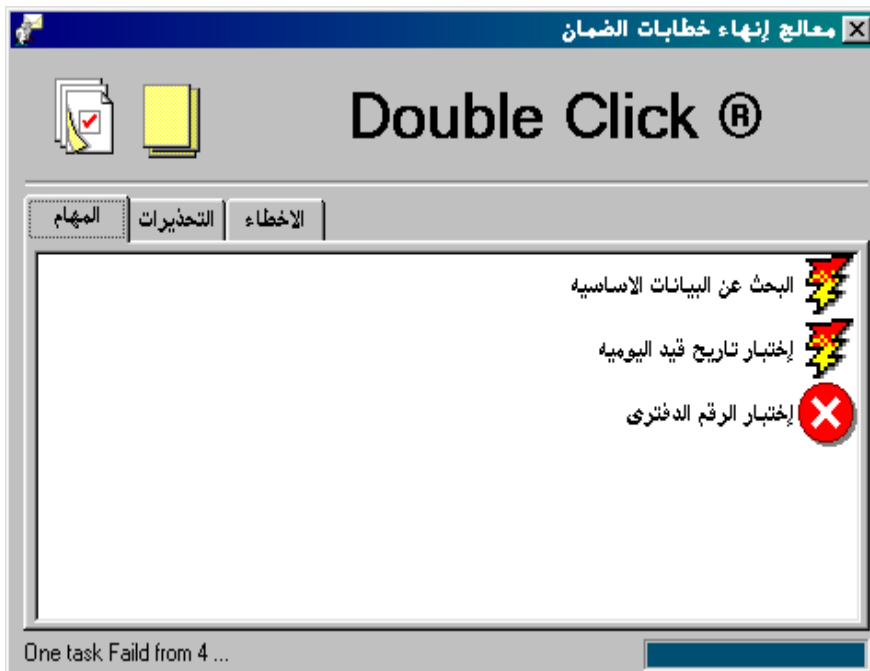 معالج إنهاء خطابات الضمان
Double Click ®
المهام
التحذيرات
الاخطاء
البحث عن البيانات الاساسيه
إختبار تاريخ قيد اليوميه
إختبار الرقم الدفترى
One task Faild from 4 ...